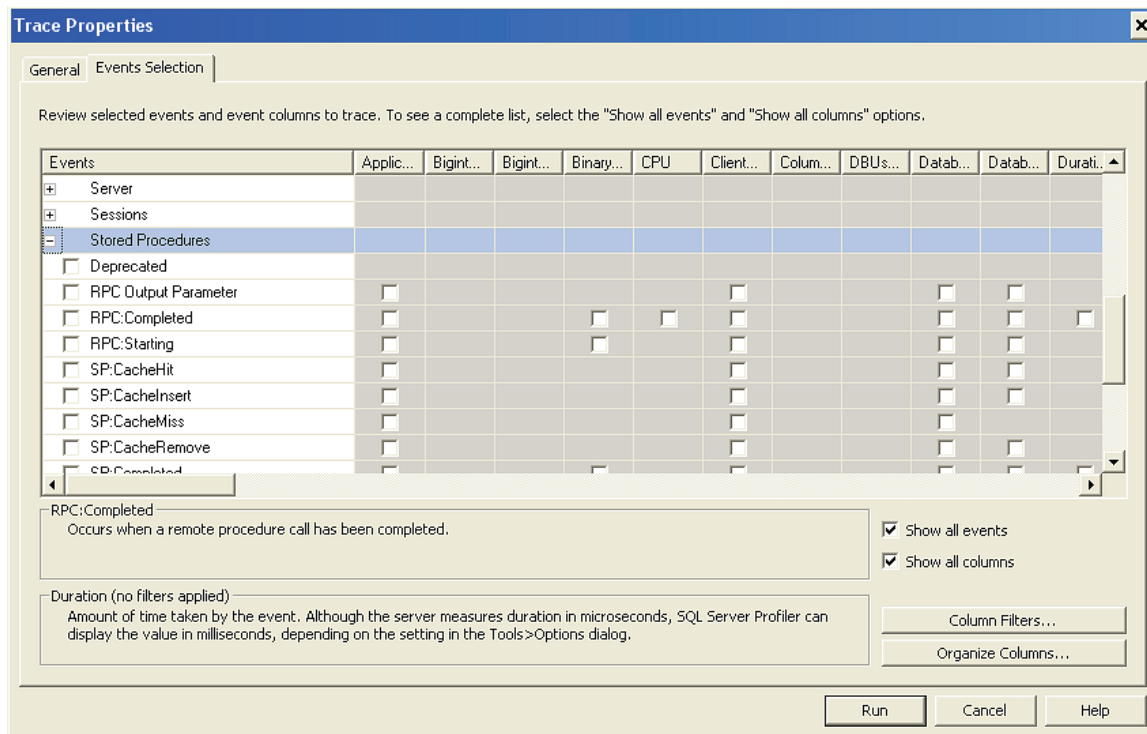 Trace Properties
General Events Selection
Review selected events and event columns to trace. To see a complete list, select the "Show all events" and "Show all columns" options.
Events Applic... Bigint... Bigint... Binary... CPU Client... Colum... DBUs... Datab... Datab... Durati...
Server
Sessions
Stored Procedures
Deprecated
RPC Output Parameter
RPC:Completed
RPC:Starting
SP:CacheHit
SP:CacheInsert
SP:CacheMiss
SP:CacheRemove
SP:Completed
RPC:Completed
Occurs when a remote procedure call has been completed.
Show all events
Show all columns
Duration (no filters applied)
Amount of time taken by the event. Although the server measures duration in microseconds, SQL Server Profiler can
display the value in milliseconds, depending on the setting in the Tools>Options dialog.
Column Filters...
Organize Columns...
Run Cancel Help